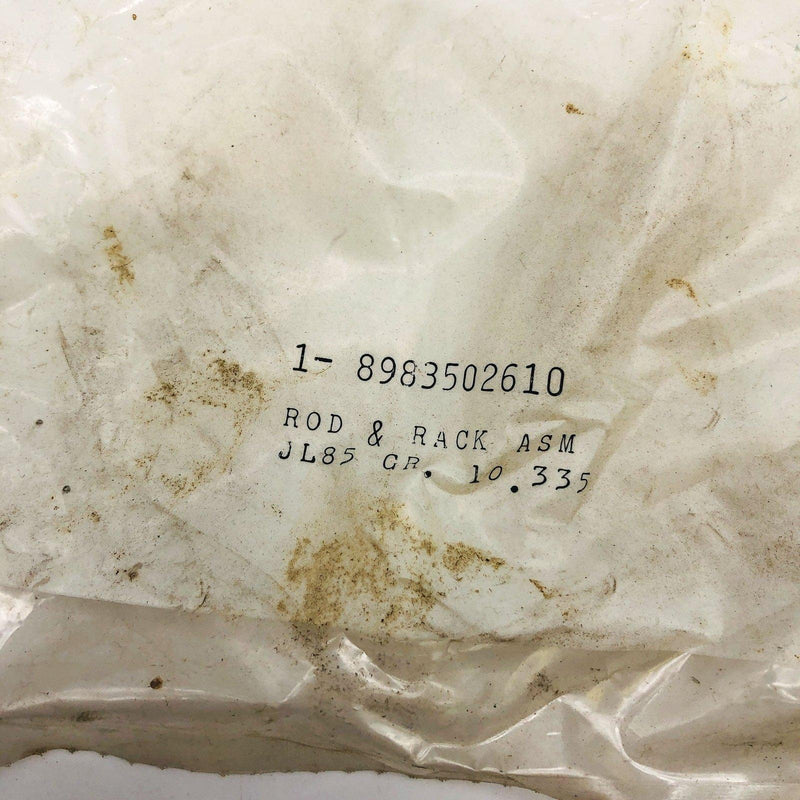 1- 8983502610
ROD & RACK ASM
JL85 GR. 10.335